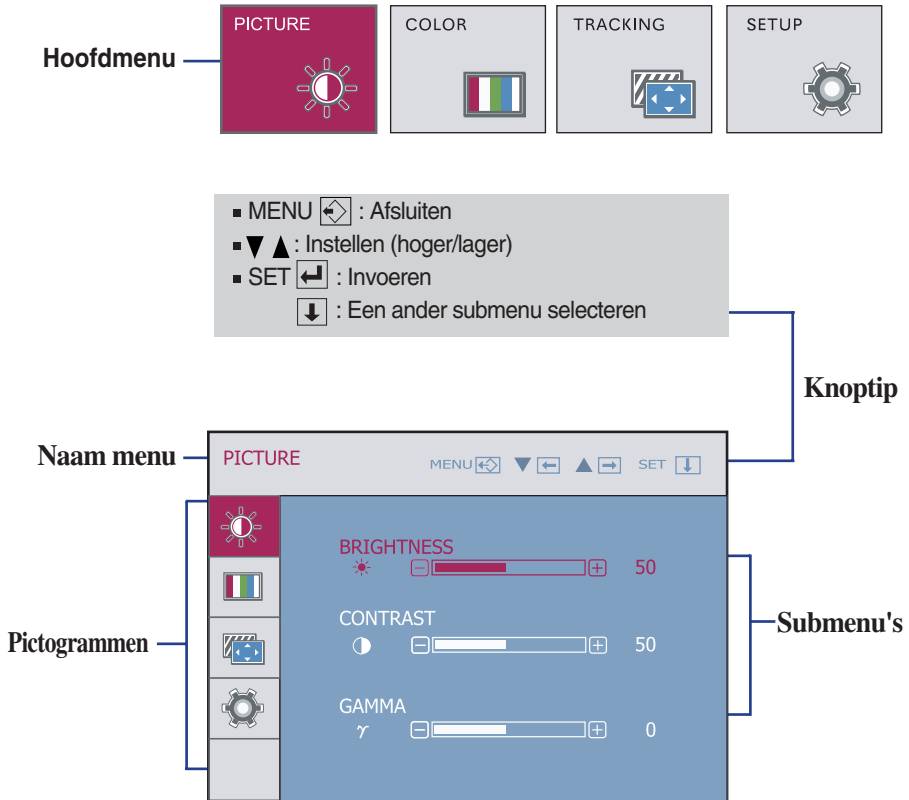 PICTURE COLOR TRACKING SETUP
Hoofdmenu
▪ MENU : Afsluiten
▪ ▼ ▲ : Instellen (hoger/lager)
▪ SET : Invoeren
: Een ander submenu selecteren
Knoptip
Naam menu
PICTURE MENU ▼ ▲ SET
BRIGHTNESS
50
CONTRAST
50
Submenu's
Pictogrammen
GAMMA
γ 0